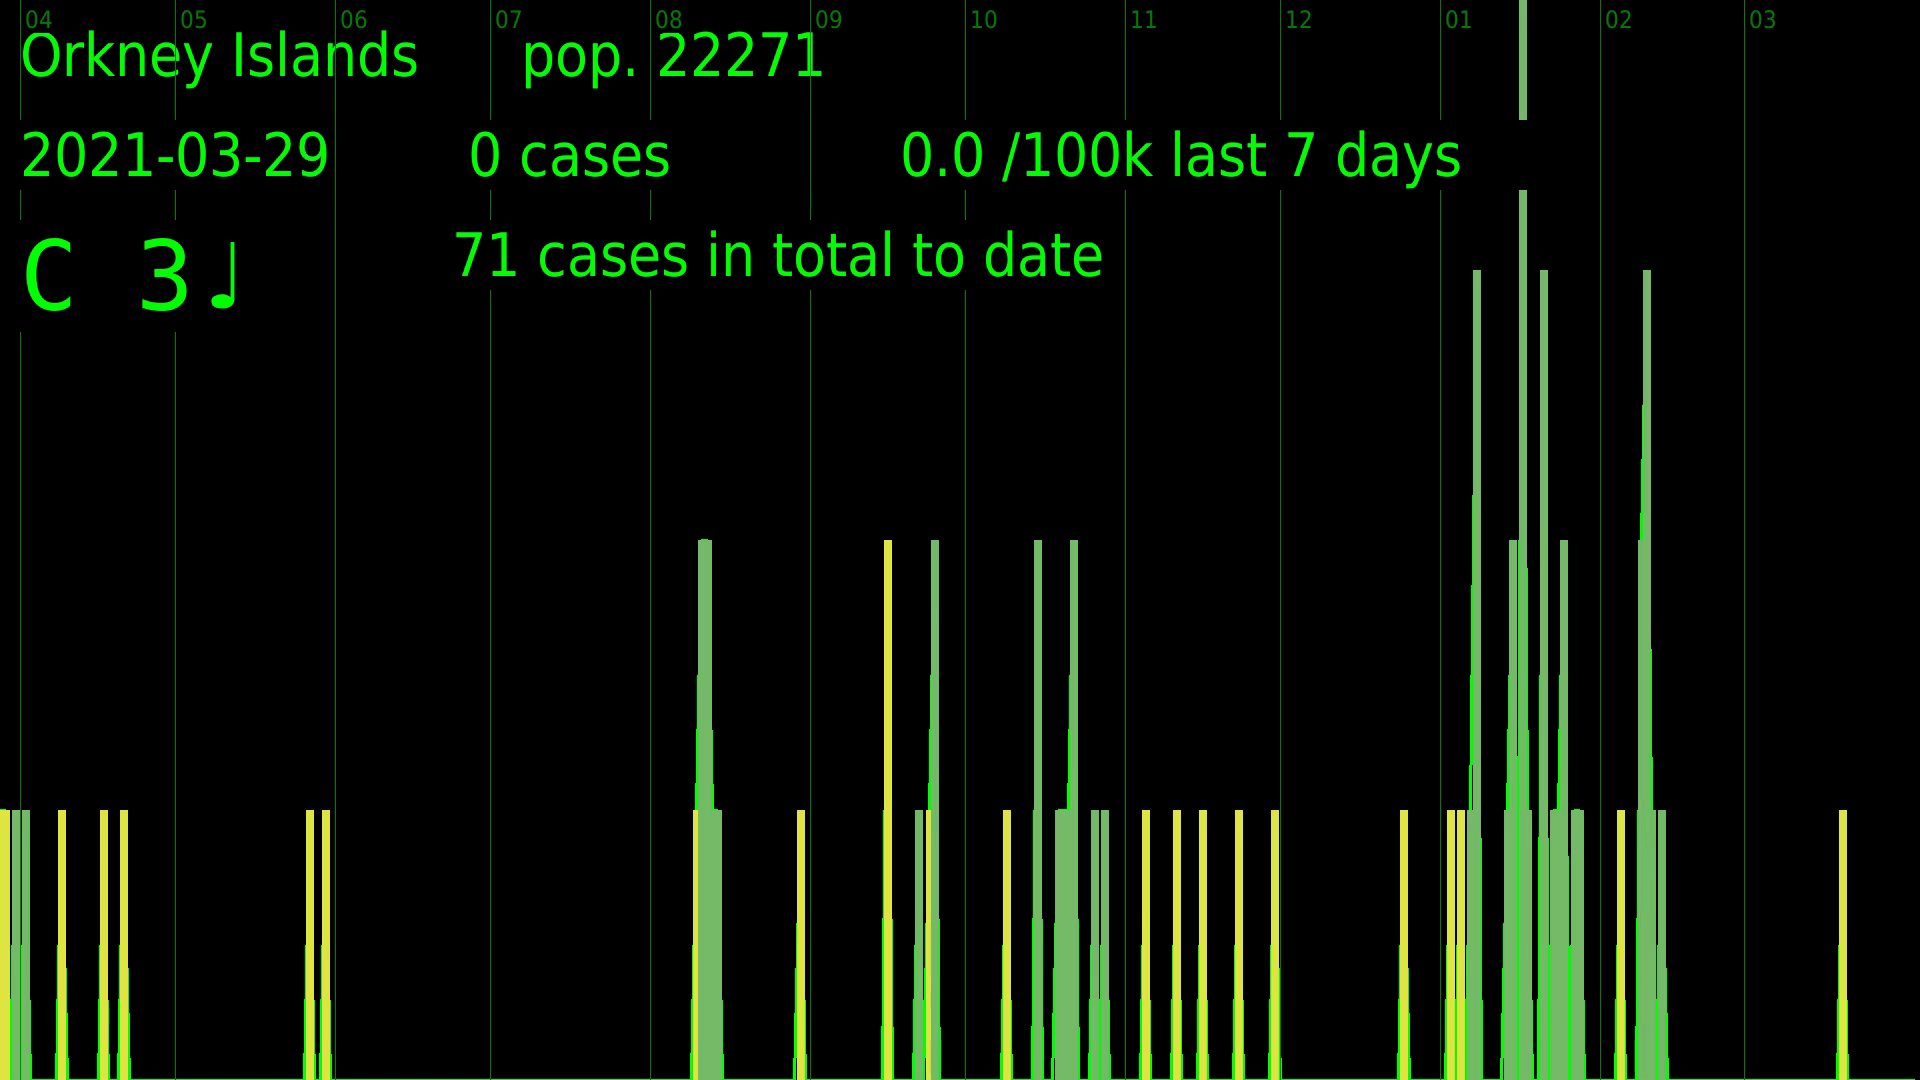 04 05 06 07 08 09 10 11 12 01 02 03
Orkney Islands pop. 22271
2021-03-29 0 cases 0.0 /100k last 7 days
C 3♩ 71 cases in total to date